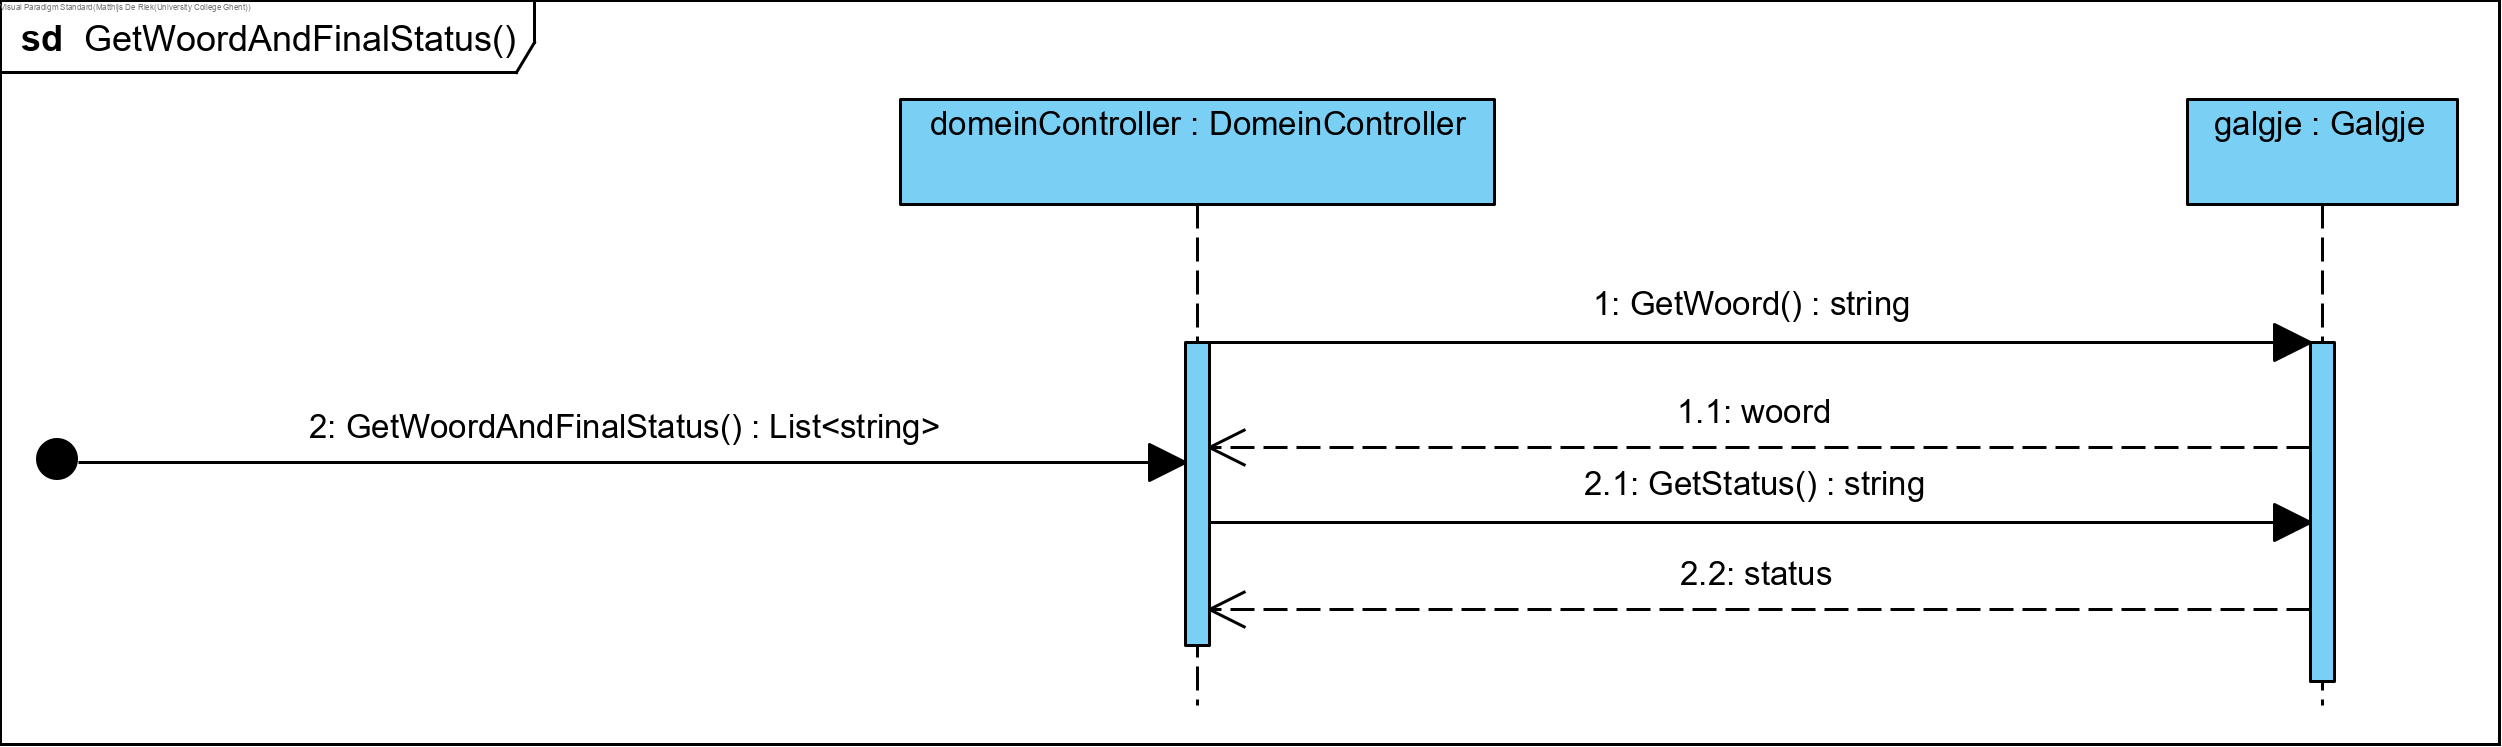 Visual Paradigm Standard(Matthijs De Riek(University College Ghent))
sd GetWoordAndFinalStatus()
domeinController : DomeinController
galgje : Galgje
1: GetWoord() : string
1.1: woord
2: GetWoordAndFinalStatus() : List<string>
2.1: GetStatus() : string
2.2: status